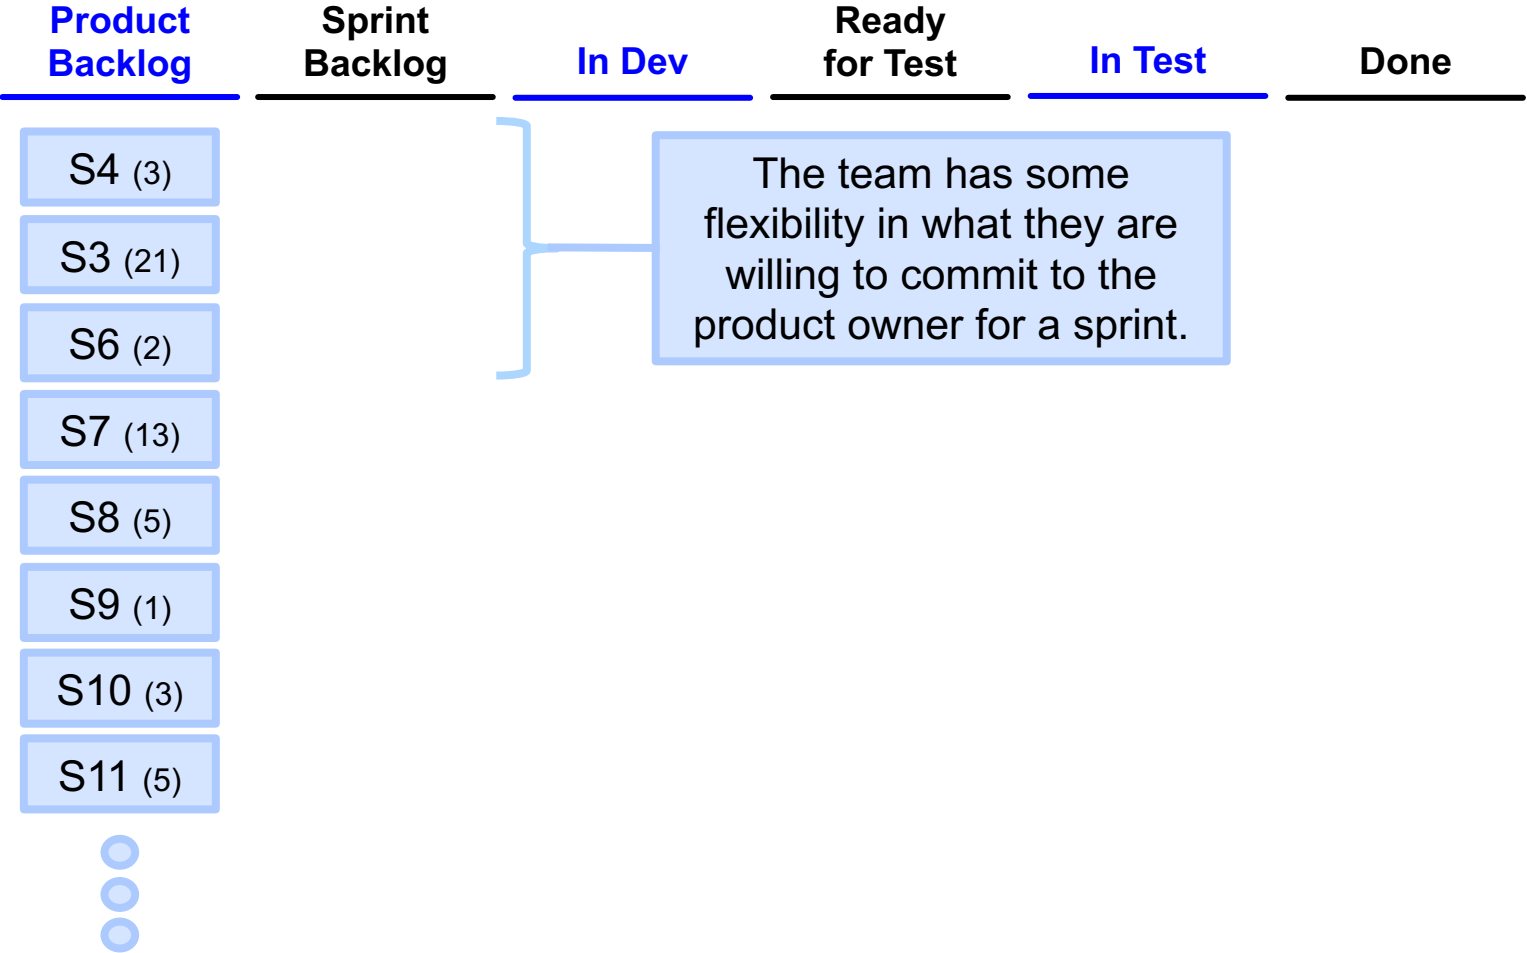 Product
Backlog
Sprint
Backlog
In Dev
Ready
for Test
In Test
Done
S4 (3)
S3 (21)
S6 (2)
S7 (13)
S8 (5)
S9 (1)
S10 (3)
S11 (5)
The team has some
flexibility in what they are
willing to commit to the
product owner for a sprint.